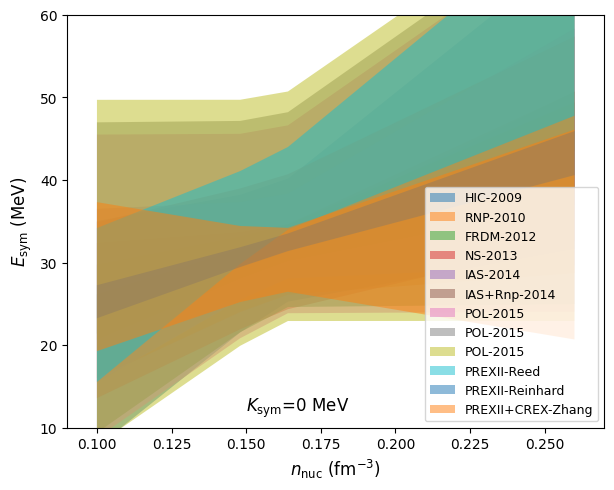 60
50
40
30
20
10
E_sym (MeV)
HIC-2009
RNP-2010
FRDM-2012
NS-2013
IAS-2014
IAS+Rnp-2014
POL-2015
POL-2015
POL-2015
PREXII-Reed
PREXII-Reinhard
PREXII+CREX-Zhang
K_sym=0 MeV
0.100 0.125 0.150 0.175 0.200 0.225 0.250
n_nuc (fm⁻³)